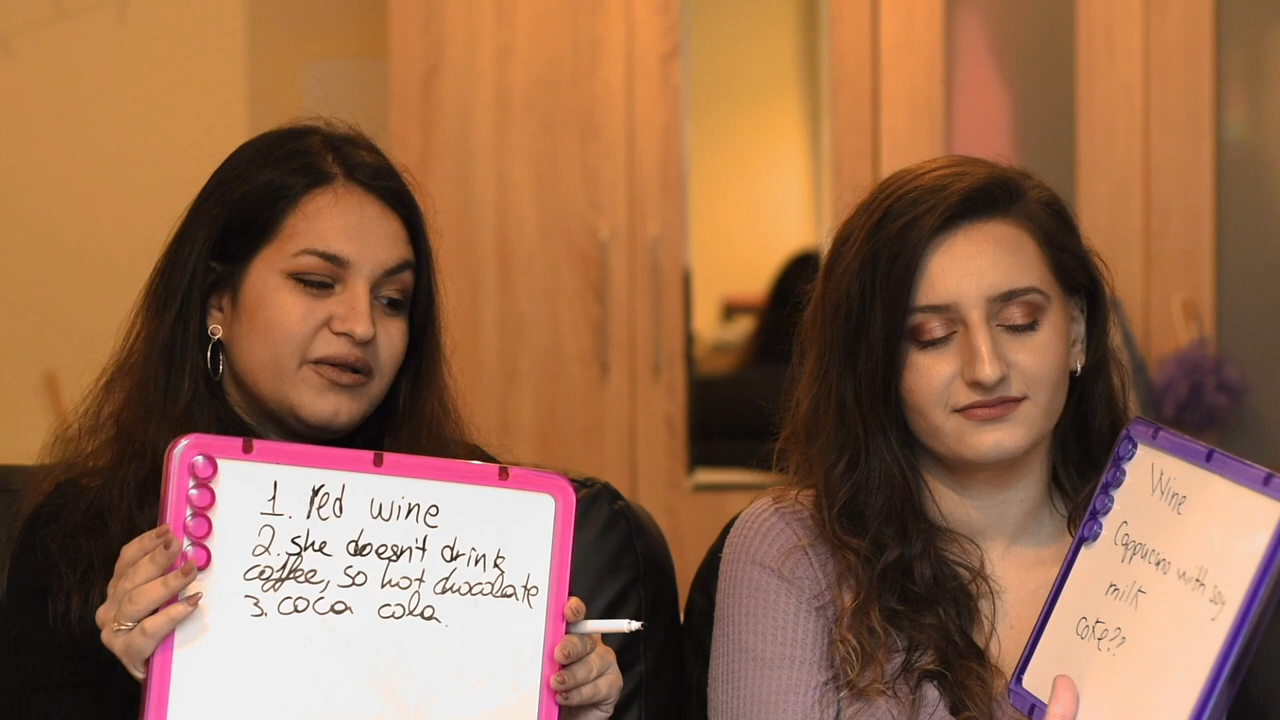 1. red wine
2. she doesn't drink
coffee, so hot chocolate
3. coca cola.
Wine
Cappucino with soy
milk
coke??